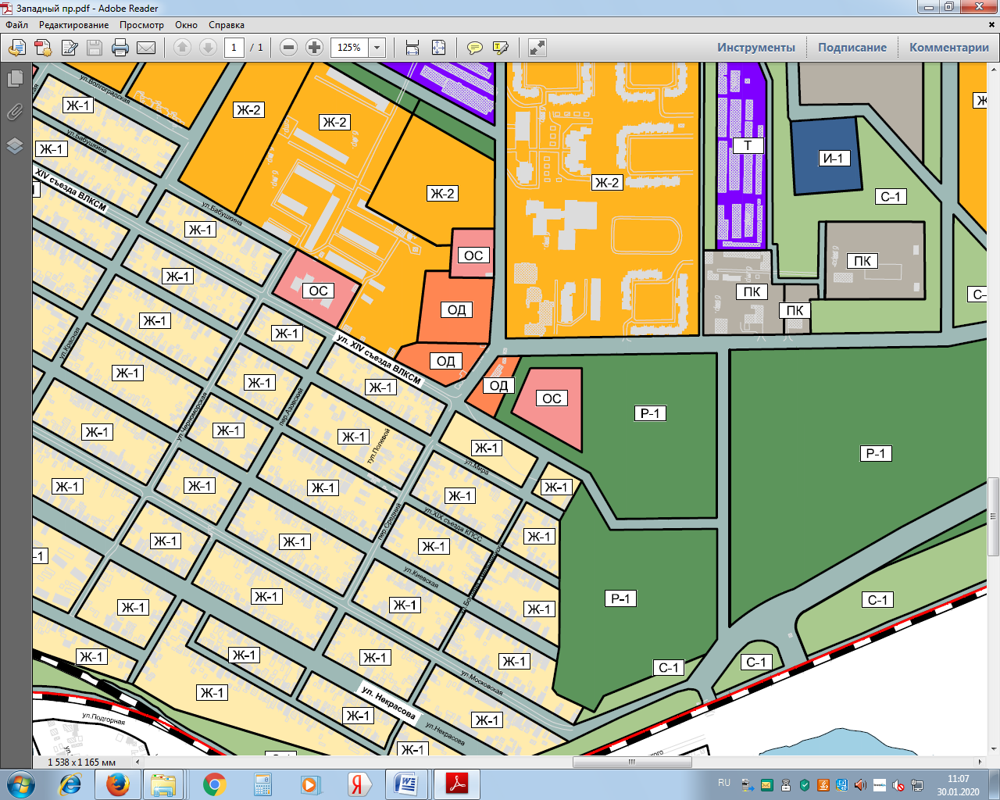 Западный пр.pdf - Adobe Reader
Файл Редактирование Просмотр Окно Справка
1 / 1 125% Инструменты Подписание Комментарии
ул.Волгоградская
Ж-1
Ж-2
Ж-2
Т
Ж-1
ул.Бабушкина
И-1
XIV съезда ВЛКСМ
Ж-2
Ж-2
С-1
ул.Бабушкина
Ж-1
ОС
ПК
Ж-1
ОС
ПК
ОД
ПК
Ж-1
Ж-1
ул.Красная
ул. XIV съезда ВЛКСМ
ОД
Ж-1
Ж-1
Ж-1
ОД
ОС
Р-1
ул.Черноморская
пер.Азовский
Ж-1
Ж-1
Ж-1
туп.Полевой
Ж-1
Р-1
ул.Мира
Ж-1
Ж-1
Ж-1
Ж-1
Ж-1
пер.Средний
ул.XIX съезда КПСС
Ж-1
Ж-1
Ж-1
Ж-1
ул.Киевская
Ж-1
Ж-1
Ж-1
Ж-1
Р-1
С-1
Ж-1
Ж-1
Ж-1
Ж-1
С-1
С-1
ул.Московская
Ж-1
ул. Некрасова
Ж-1
Ж-1
ул.Подгорная
ул.Некрасова
Ж-1
1 538 x 1 165 мм
RU
11:07
30.01.2020